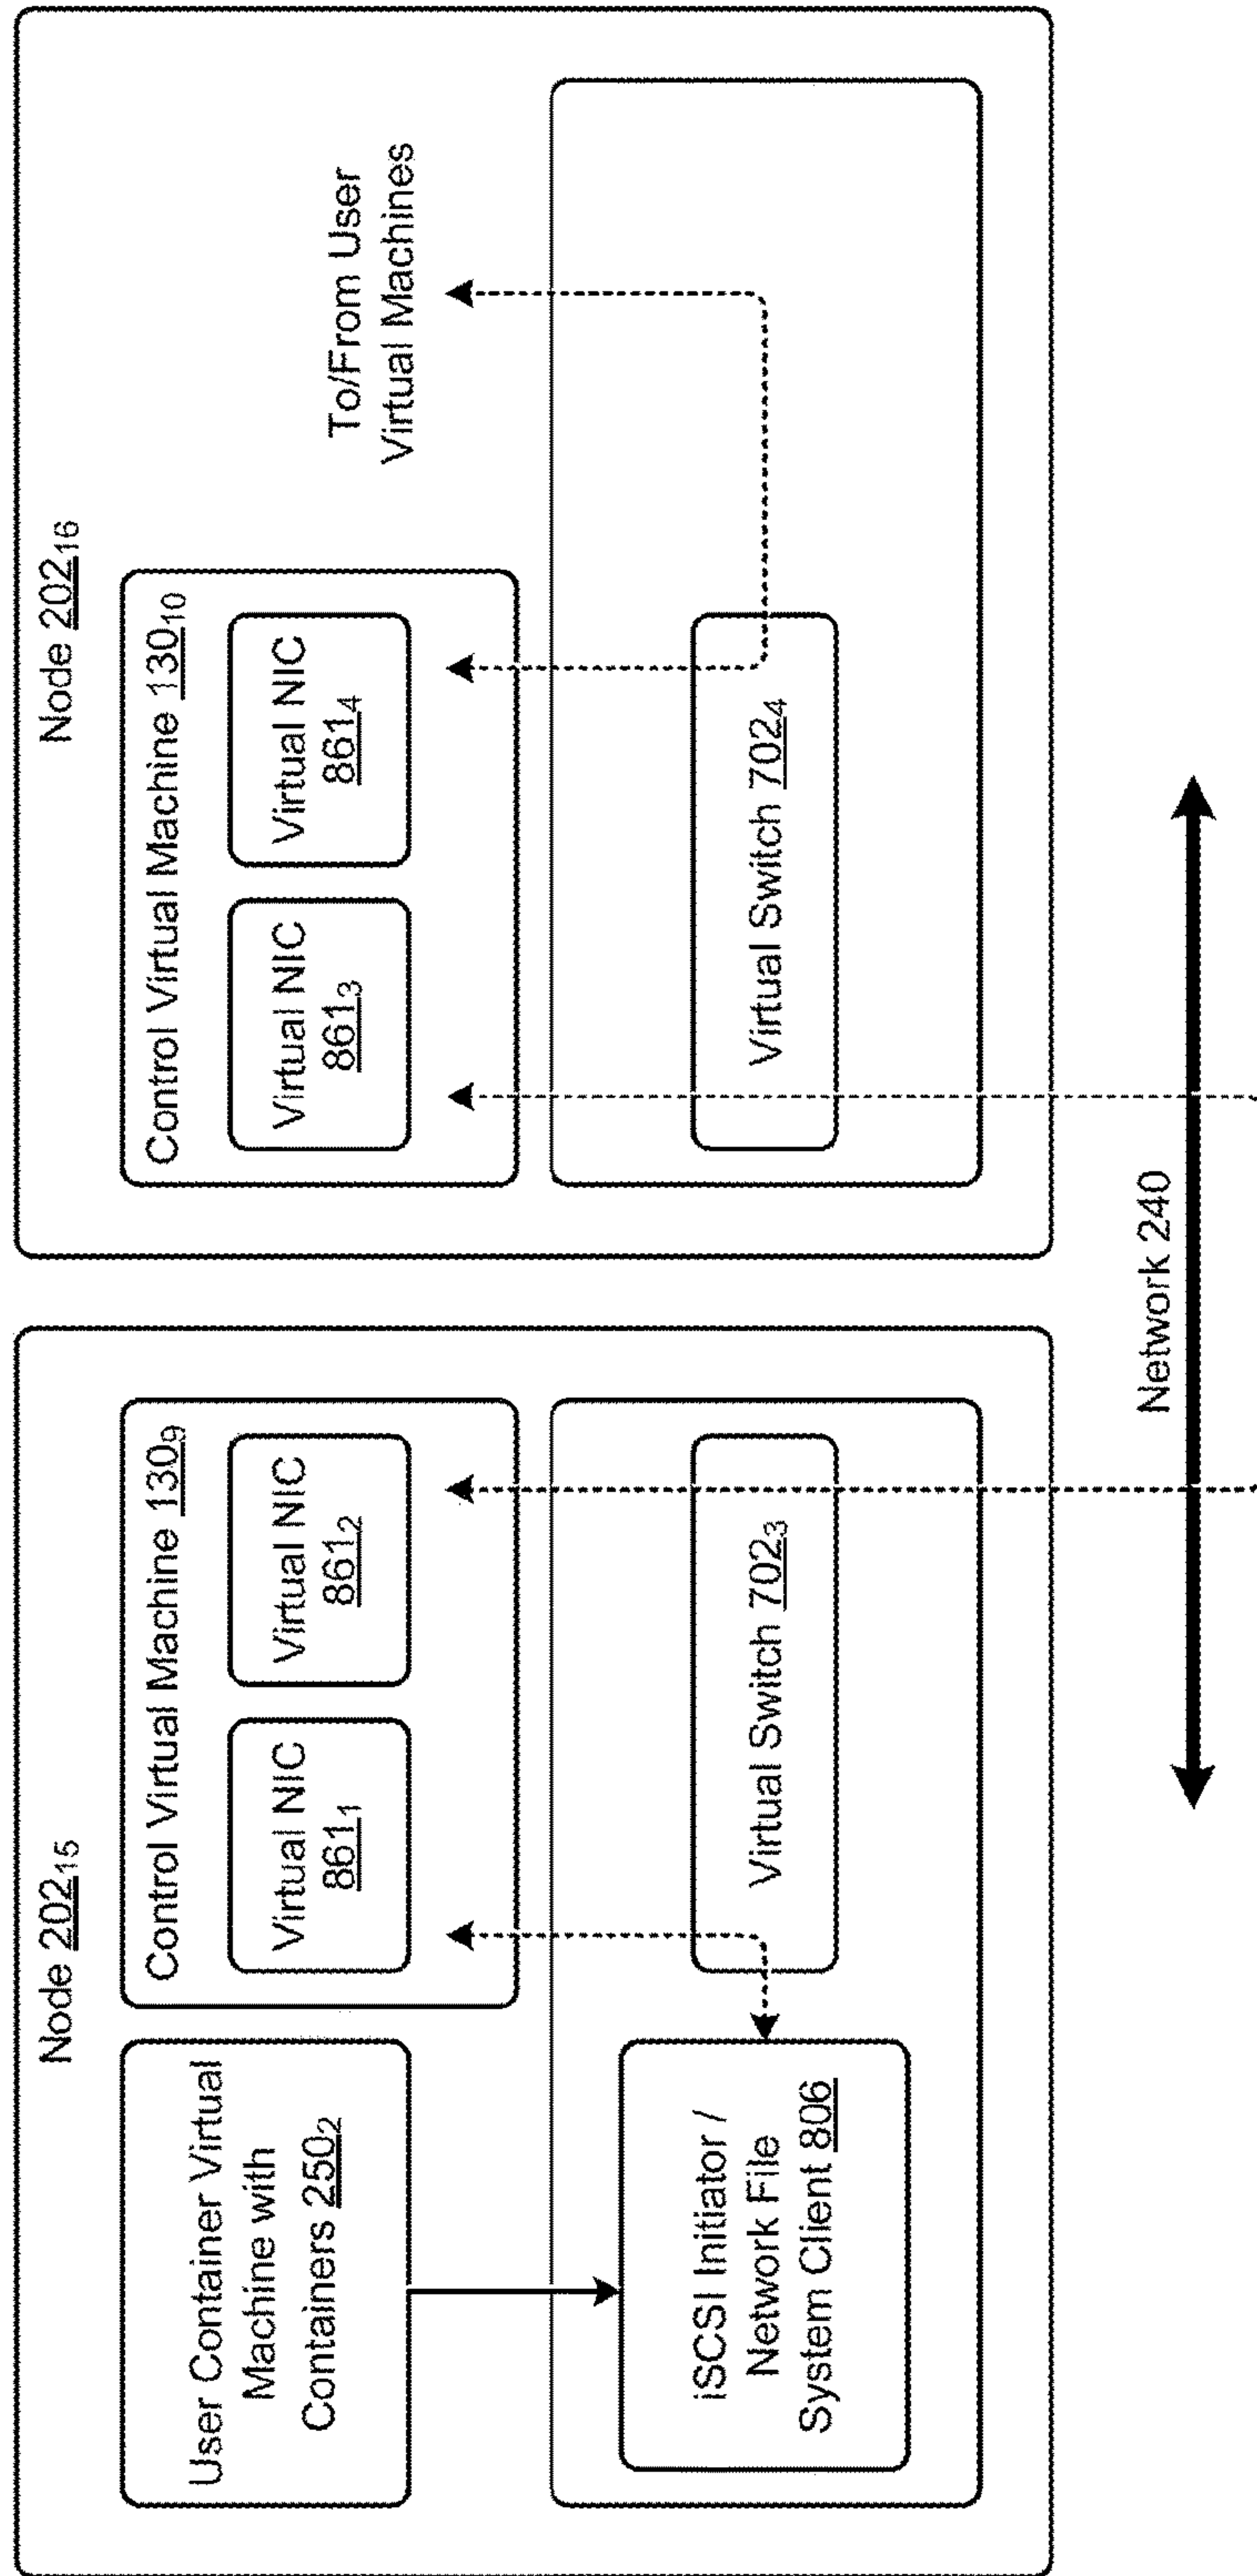 Node 202₁₅
User Container Virtual
Machine with
Containers 250₂
Control Virtual Machine 130₉
Virtual NIC
861₁
Virtual NIC
861₂
iSCSI Initiator /
Network File
System Client 806
Virtual Switch 702₃
Node 202₁₆
Control Virtual Machine 130₁₀
Virtual NIC
861₃
Virtual NIC
861₄
To/From User
Virtual Machines
Virtual Switch 702₄
Network 240